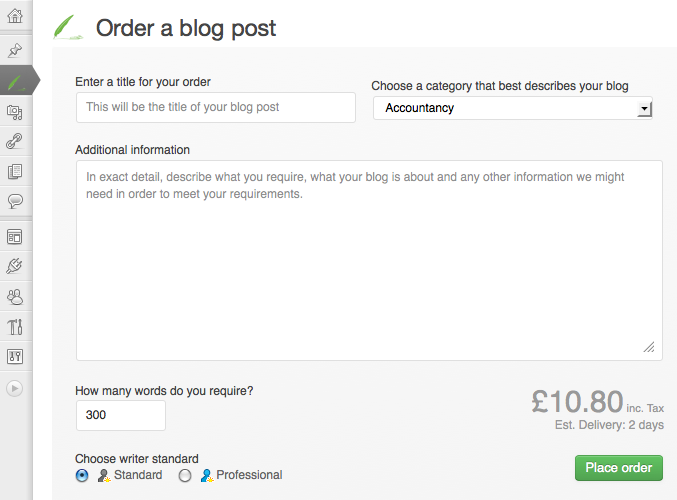 Order a blog post
Enter a title for your order
Choose a category that best describes your blog
This will be the title of your blog post
Accountancy
Additional information
In exact detail, describe what you require, what your blog is about and any other information we might
need in order to meet your requirements.
How many words do you require?
300
£10.80 inc. Tax
Est. Delivery: 2 days
Choose writer standard
Standard
Professional
Place order